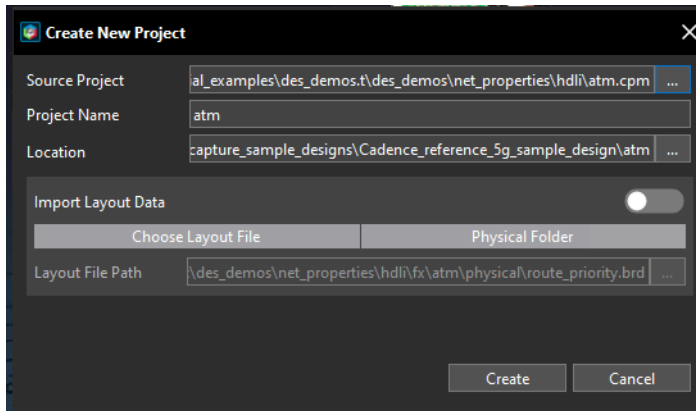 Create New Project
Source Project ial_examples\des_demos.t\des_demos\net_properties\hdli\atm.cpm ...
Project Name atm
Location capture_sample_designs\Cadence_reference_5g_sample_design\atm ...
Import Layout Data
Choose Layout File Physical Folder
Layout File Path \des_demos\net_properties\hdli\fx\atm\physical\route_priority.brd ...
Create Cancel